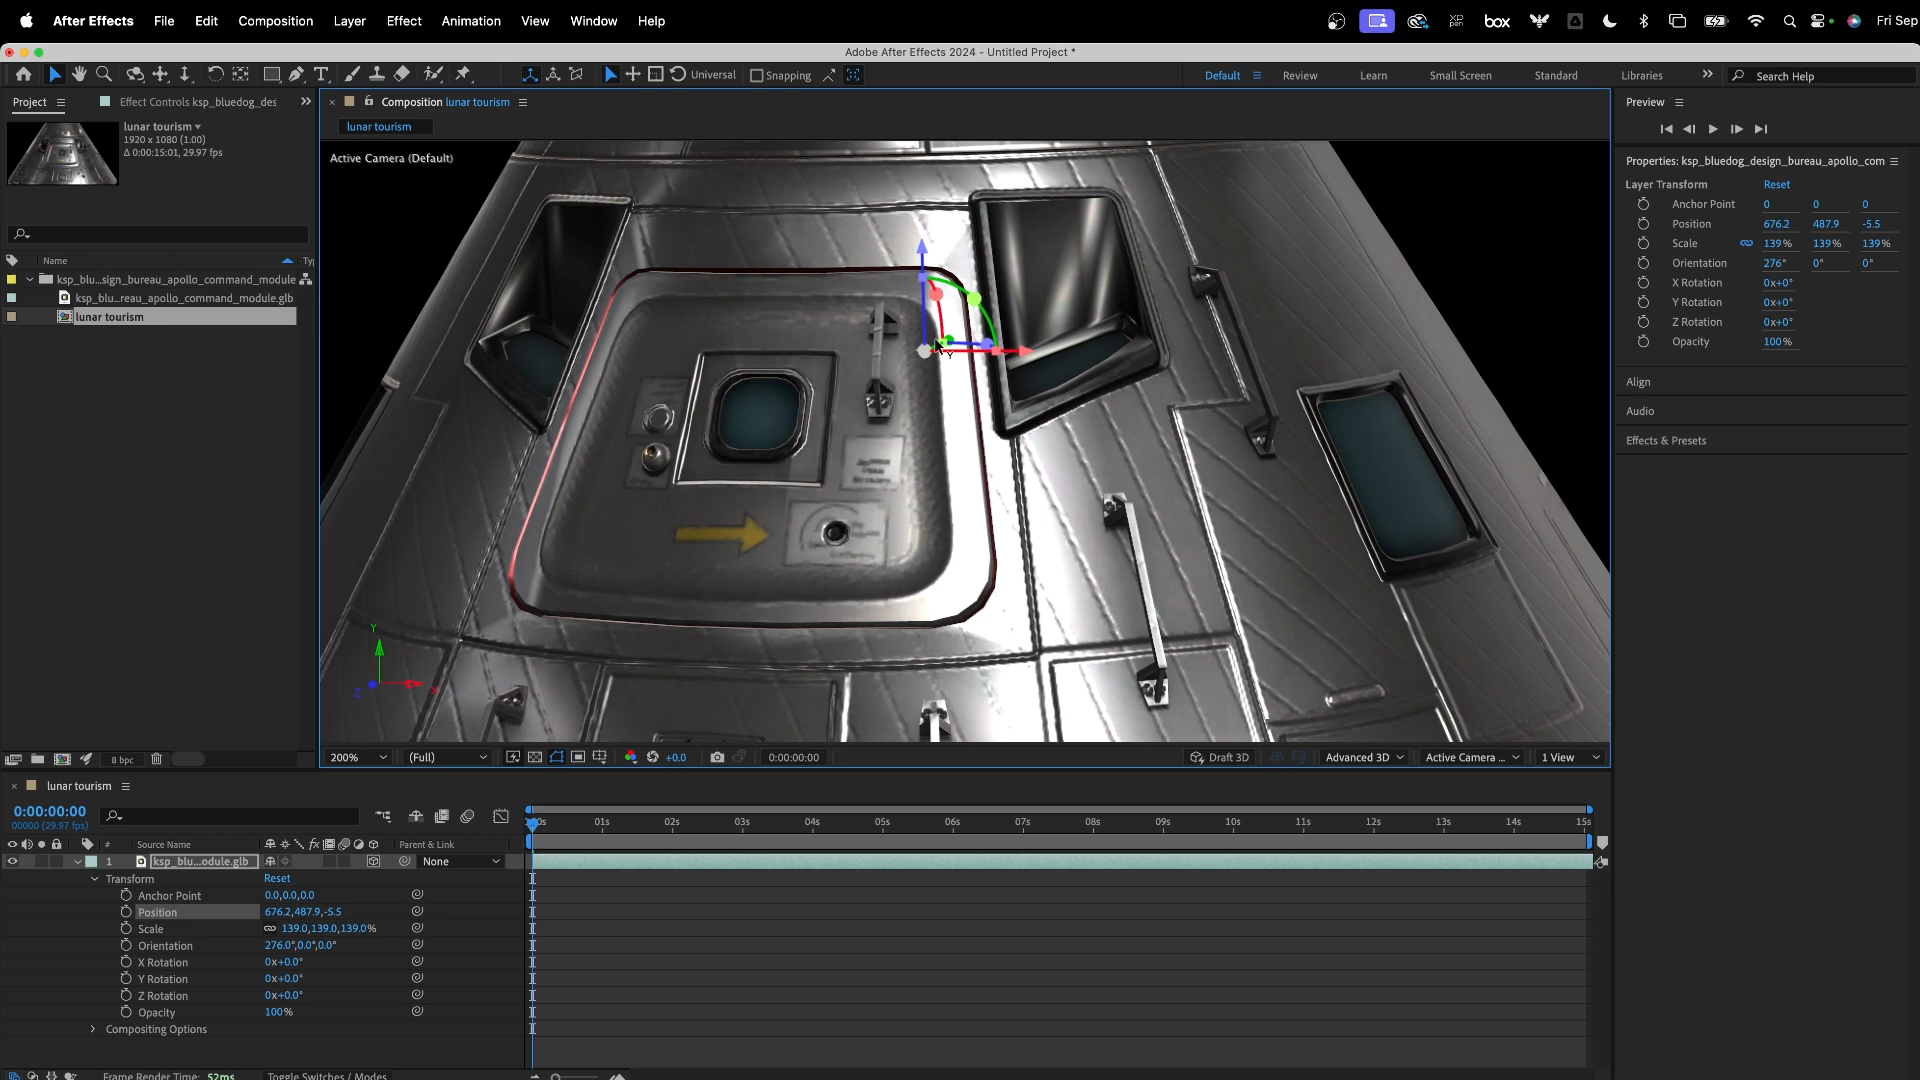 After Effects File Edit Composition Layer Effect Animation View Window Help box Fri Sep
Adobe After Effects 2024 - Untitled Project *
Universal Snapping Default Review Learn Small Screen Standard Libraries Search Help
Project Effect Controls ksp_bluedog_des
Composition lunar tourism
Preview
lunar tourism
1920 x 1080 (1.00)
Δ 0:00:15:01, 29.97 fps
lunar tourism
Active Camera (Default)
Properties: ksp_bluedog_design_bureau_apollo_com
Layer Transform Reset
Anchor Point 0 0 0
Position 676.2 487.9 -5.5
Scale 139% 139% 139%
Orientation 276° 0° 0°
X Rotation 0x+0°
Y Rotation 0x+0°
Z Rotation 0x+0°
Opacity 100%
Align
Audio
Effects & Presets
Name Ty
ksp_blu...sign_bureau_apollo_command_module
ksp_blu...reau_apollo_command_module.glb
lunar tourism
Y
Y
Z X
8 bpc
200% (Full) +0.0 0:00:00:00 Draft 3D Advanced 3D Active Camera ... 1 View
lunar tourism
0:00:00:00
00000 (29.97 fps)
00s 01s 02s 03s 04s 05s 06s 07s 08s 09s 10s 11s 12s 13s 14s 15s
# Source Name fx Parent & Link
1 ksp_blu...odule.glb None
Transform Reset
Anchor Point 0.0,0.0,0.0
Position 676.2,487.9,-5.5
Scale 139.0,139.0,139.0%
Orientation 276.0°,0.0°,0.0°
X Rotation 0x+0.0°
Y Rotation 0x+0.0°
Z Rotation 0x+0.0°
Opacity 100%
Compositing Options
Frame Render Time: 52ms Toggle Switches / Modes